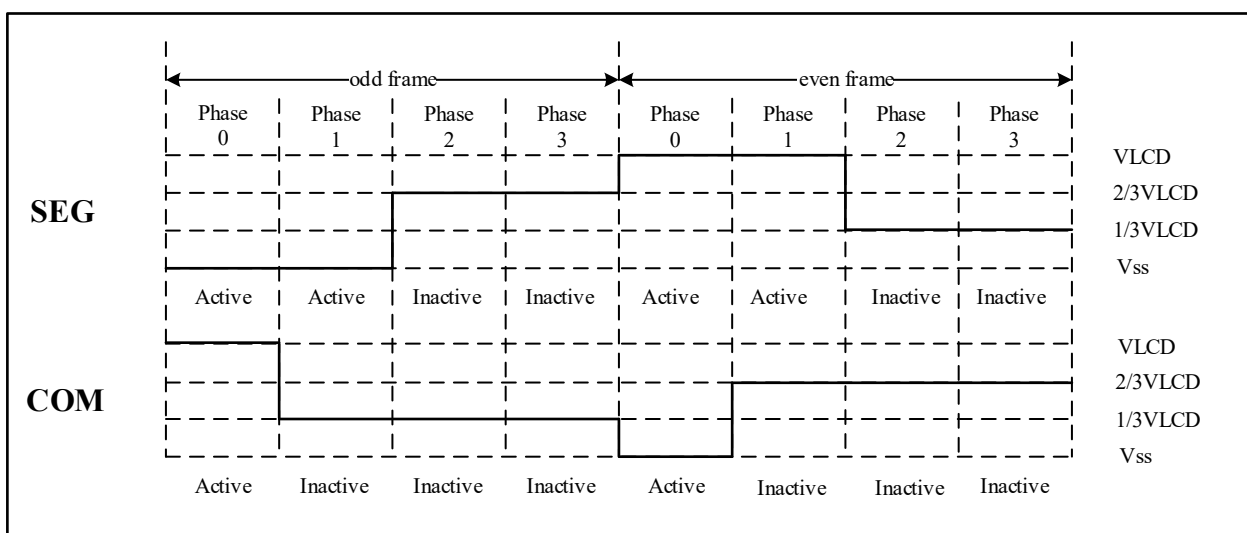 odd frame even frame
Phase Phase Phase Phase Phase Phase Phase Phase
0 1 2 3 0 1 2 3
VLCD
2/3VLCD
SEG
1/3VLCD
Vss
Active Active Inactive Inactive Active Active Inactive Inactive
VLCD
2/3VLCD
COM
1/3VLCD
Vss
Active Inactive Inactive Inactive Active Inactive Inactive Inactive